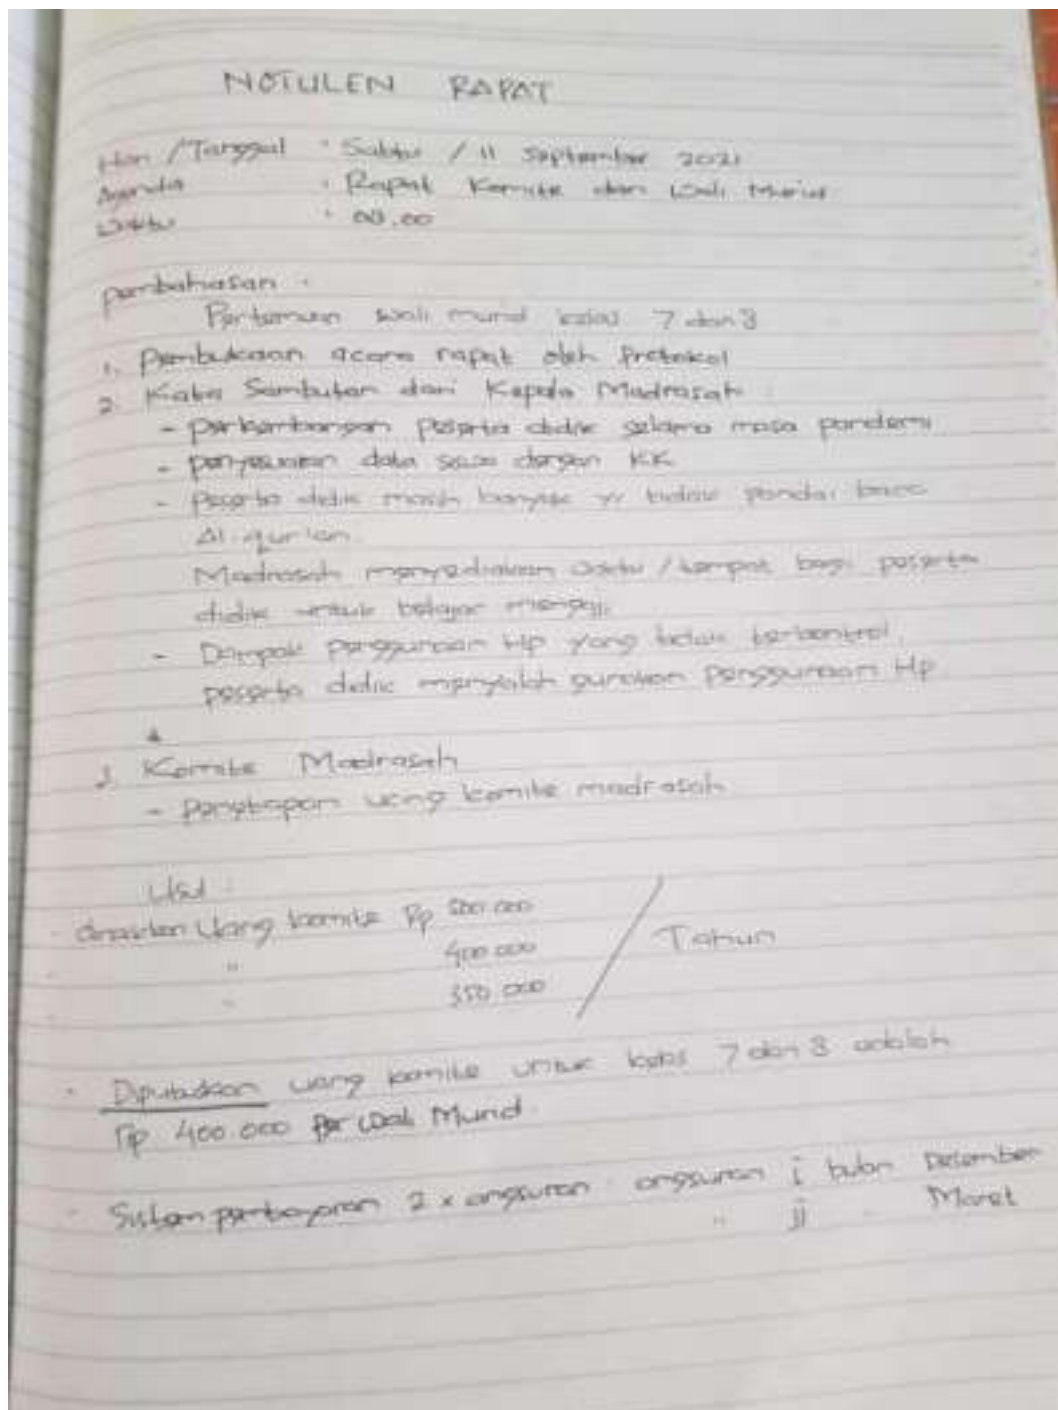 NOTULEN RAPAT
Hari / Tanggal : Sabtu / 11 September 2021
Agenda : Rapat Komite dan Wali Murid
Waktu : 00.00
pembahasan :
Pertemuan wali murid kelas 7 dan 8
1. Pembukaan acara rapat oleh Protokol
2. Kata Sambutan dari Kepala Madrasah :
- perkembangan peserta didik selama masa pandemi
- penyesuaian data siswa dengan KK
- peserta didik masih banyak yg tidak pandai baca
Al-qur'an.
Madrasah menyediakan waktu / tempat bagi peserta
didik untuk belajar mengaji.
- Dampak penggunaan Hp yang tidak terkontrol.
peserta didik menyalah gunakan penggunaan Hp
3. Komite Madrasah
- Penetapan uang komite madrasah
Usul :
Uang komite Rp 500.000
" 400.000 Tahun
" 350.000
- Diputuskan uang komite untuk kelas 7 dan 8 adalah
Rp 400.000 per Wali Murid.
- Sistem pembayaran 2 x angsuran : angsuran i bulan Desember
" ii " Maret